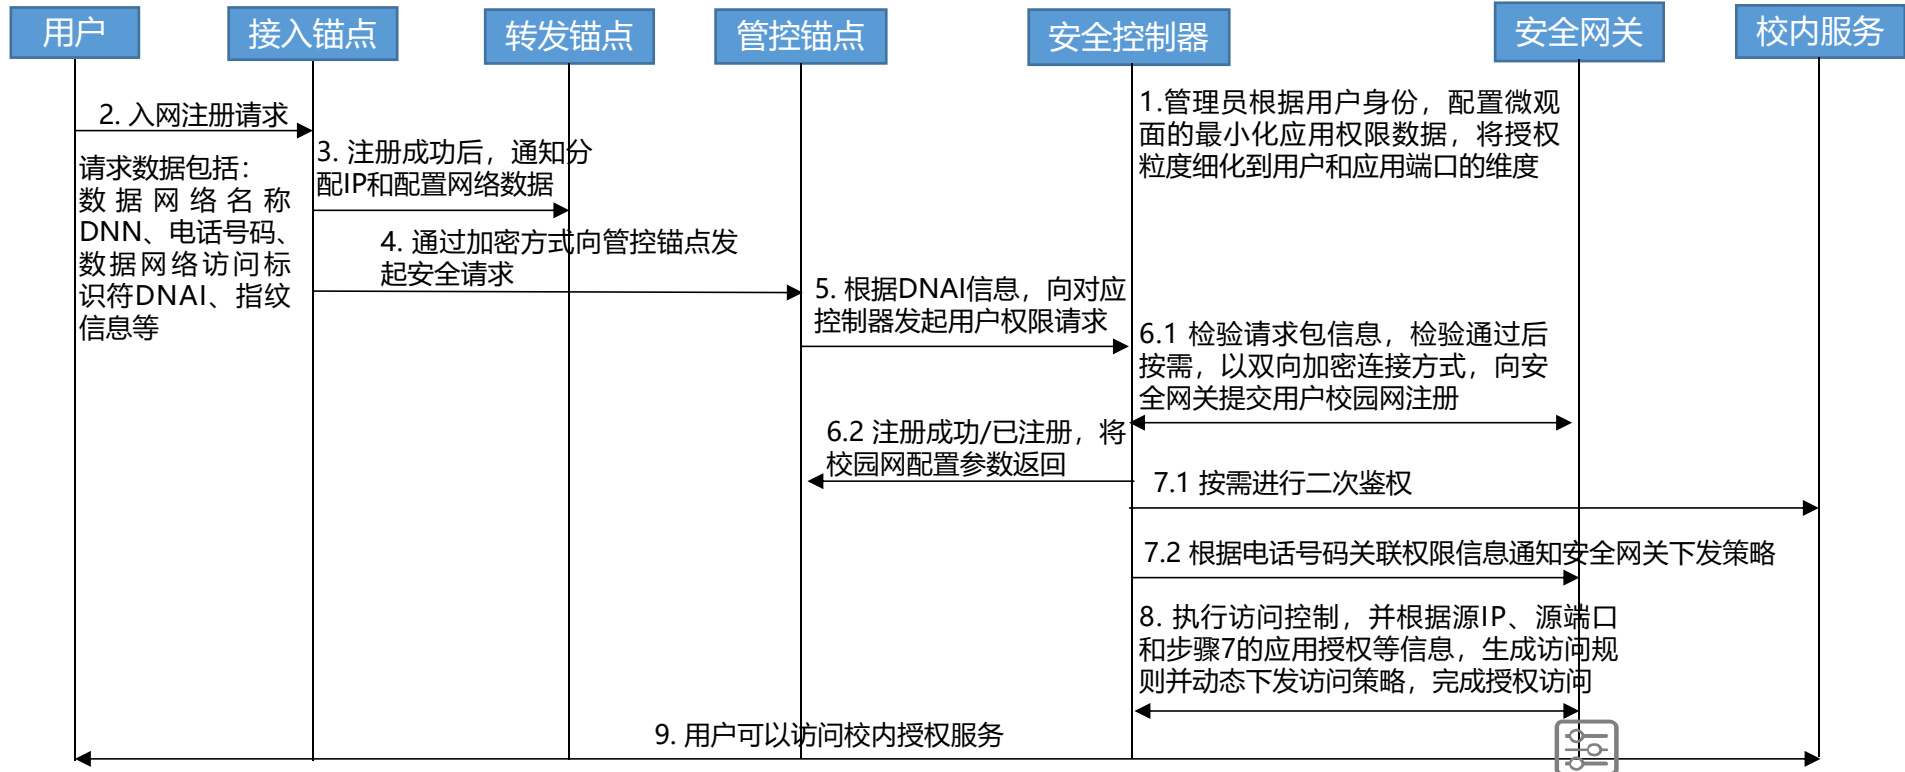 用户
接入锚点
转发锚点
管控锚点
安全控制器
安全网关
校内服务
1.管理员根据用户身份，配置微观
面的最小化应用权限数据，将授权
粒度细化到用户和应用端口的维度
2. 入网注册请求
请求数据包括：
数据网络名称
DNN、电话号码、
数据网络访问标
识符DNAI、指纹
信息等
3. 注册成功后，通知分
配IP和配置网络数据
4. 通过加密方式向管控锚点发
起安全请求
5. 根据DNAI信息，向对应
控制器发起用户权限请求
6.1 检验请求包信息，检验通过后
按需，以双向加密连接方式，向安
全网关提交用户校园网注册
6.2 注册成功/已注册，将
校园网配置参数返回
7.1 按需进行二次鉴权
7.2 根据电话号码关联权限信息通知安全网关下发策略
8. 执行访问控制，并根据源IP、源端口
和步骤7的应用授权等信息，生成访问规
则并动态下发访问策略，完成授权访问
9. 用户可以访问校内授权服务